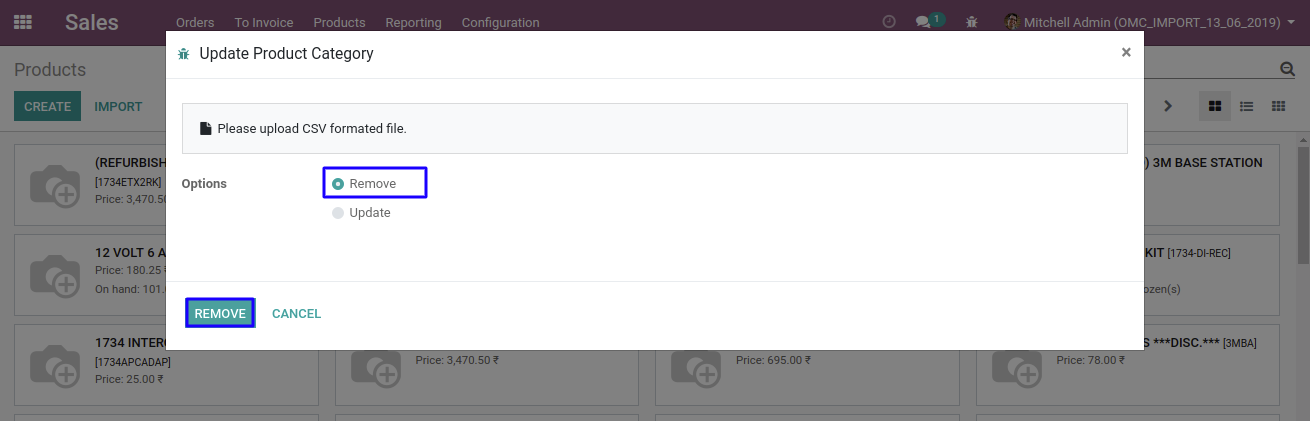 Sales Orders To Invoice Products Reporting Configuration 1 Mitchell Admin (OMC_IMPORT_13_06_2019)
Update Product Category ×
Products
CREATE IMPORT
Please upload CSV formated file.
Options
Remove
Update
REMOVE CANCEL
(REFURBISH
[1734ETX2RK]
Price: 3,470.50
) 3M BASE STATION
12 VOLT 6 A
Price: 180.25
On hand: 101.
KIT [1734-DI-REC]
ozen(s)
1734 INTERC
[1734APCADAP]
Price: 25.00 ₹
Price: 3,470.50 ₹
Price: 695.00 ₹
S ***DISC.*** [3MBA]
Price: 78.00 ₹